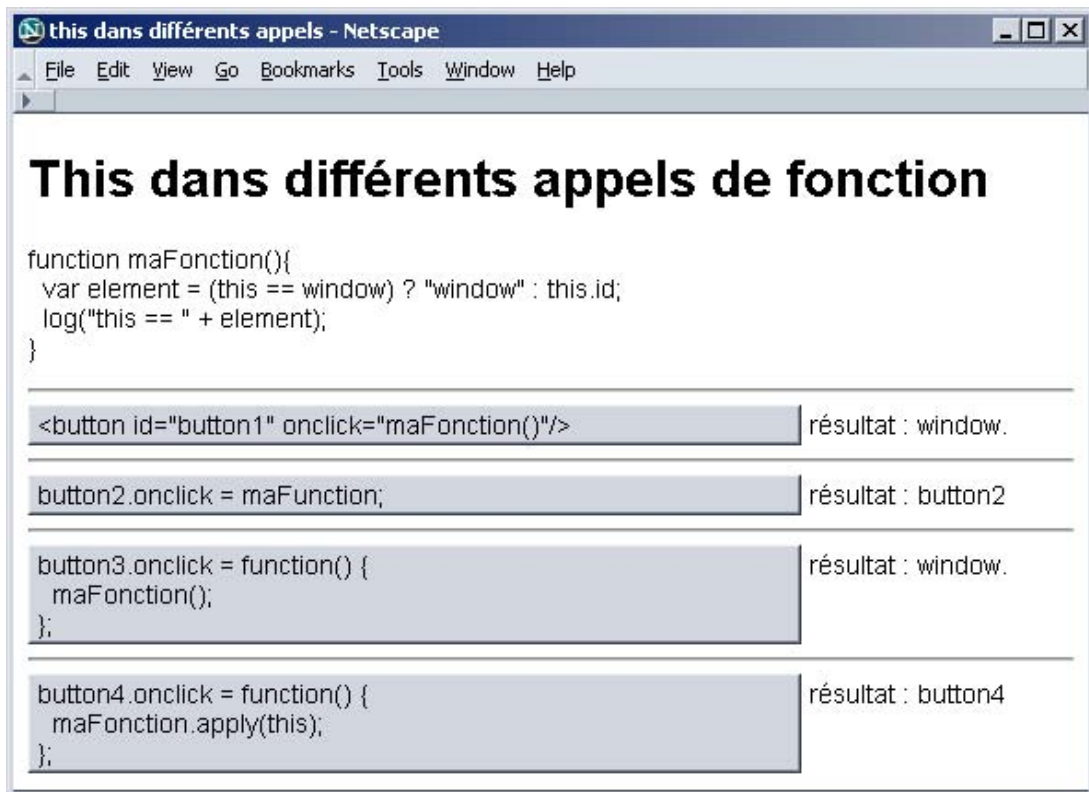 this dans différents appels - Netscape
File Edit View Go Bookmarks Tools Window Help
This dans différents appels de fonction
function maFonction(){
var element = (this == window) ? "window" : this.id;
log("this == " + element);
}
<button id="button1" onclick="maFonction()"/>
résultat : window.
button2.onclick = maFunction;
résultat : button2
button3.onclick = function() {
maFonction();
};
résultat : window.
button4.onclick = function() {
maFonction.apply(this);
};
résultat : button4